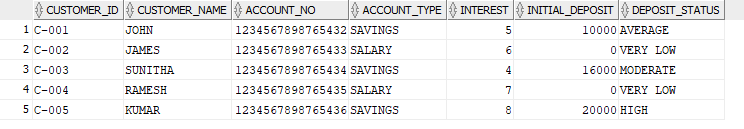 CUSTOMER_ID CUSTOMER_NAME ACCOUNT_NO ACCOUNT_TYPE INTEREST INITIAL_DEPOSIT DEPOSIT_STATUS
1 C-001 JOHN 1234567898765432 SAVINGS 5 10000 AVERAGE
2 C-002 JAMES 1234567898765433 SALARY 6 0 VERY LOW
3 C-003 SUNITHA 1234567898765434 SAVINGS 4 16000 MODERATE
4 C-004 RAMESH 1234567898765435 SALARY 7 0 VERY LOW
5 C-005 KUMAR 1234567898765436 SAVINGS 8 20000 HIGH